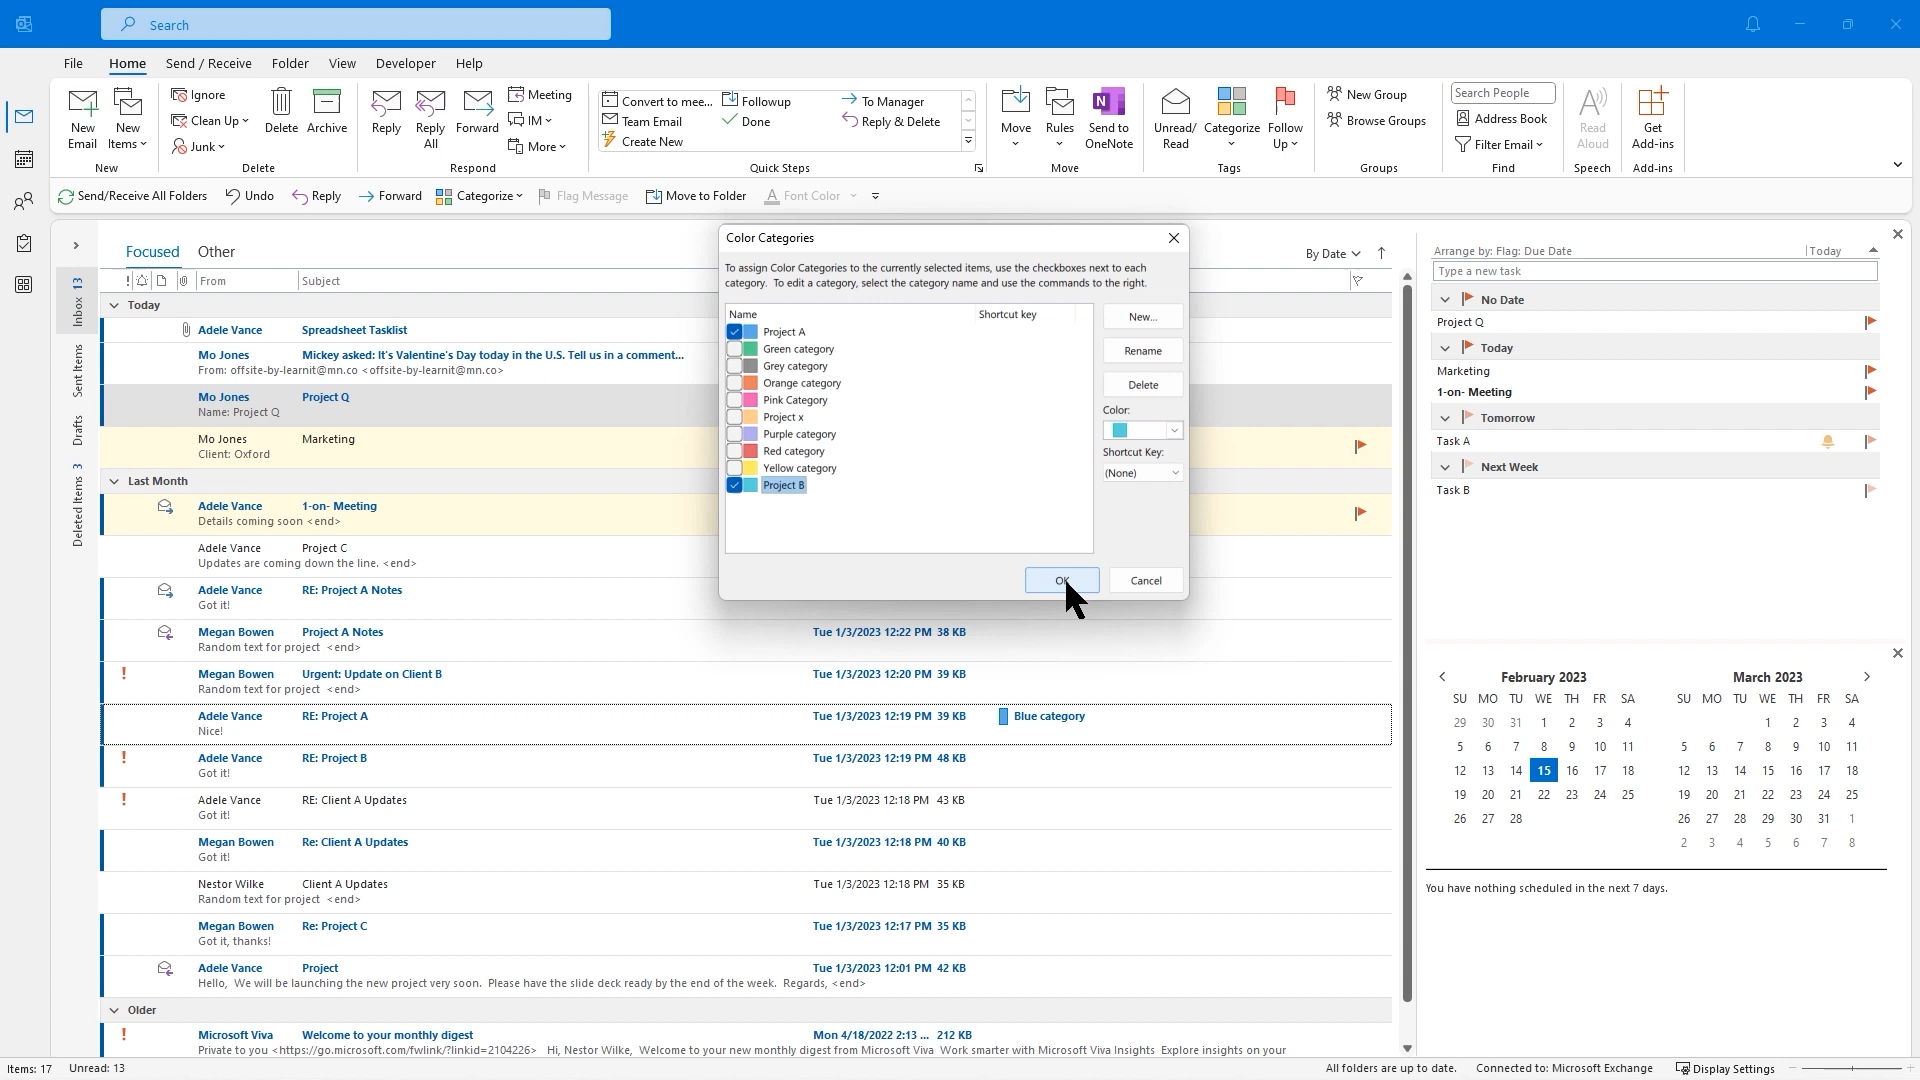 Search
File Home Send / Receive Folder View Developer Help
New Email
New Items
New
Ignore
Clean Up
Junk
Delete
Archive
Delete
Reply
Reply All
Forward
Meeting
IM
More
Respond
Convert to mee...
Team Email
Create New
Followup
Done
To Manager
Reply & Delete
Quick Steps
Move
Rules
Send to OneNote
Move
Unread/ Read
Categorize
Follow Up
Tags
New Group
Browse Groups
Groups
Search People
Address Book
Filter Email
Find
Read Aloud
Speech
Get Add-ins
Add-ins
Send/Receive All Folders Undo Reply Forward Categorize Flag Message Move to Folder A Font Color
Inbox 13
Sent Items
Drafts
Deleted Items 3
Focused Other
By Date
! From Subject
Today
Adele Vance Spreadsheet Tasklist
Mo Jones Mickey asked: It's Valentine's Day today in the U.S. Tell us in a comment...
From: offsite-by-learnit@mn.co <offsite-by-learnit@mn.co>
Mo Jones Project Q
Name: Project Q
Mo Jones Marketing
Client: Oxford
Last Month
Adele Vance 1-on- Meeting
Details coming soon <end>
Adele Vance Project C
Updates are coming down the line. <end>
Adele Vance RE: Project A Notes
Got it!
Megan Bowen Project A Notes Tue 1/3/2023 12:22 PM 38 KB
Random text for project <end>
! Megan Bowen Urgent: Update on Client B Tue 1/3/2023 12:20 PM 39 KB
Random text for project <end>
Adele Vance RE: Project A Tue 1/3/2023 12:19 PM 39 KB Blue category
Nice!
! Adele Vance RE: Project B Tue 1/3/2023 12:19 PM 48 KB
Got it!
! Adele Vance RE: Client A Updates Tue 1/3/2023 12:18 PM 43 KB
Got it!
Megan Bowen Re: Client A Updates Tue 1/3/2023 12:18 PM 40 KB
Got it!
Nestor Wilke Client A Updates Tue 1/3/2023 12:18 PM 35 KB
Random text for project <end>
Megan Bowen Re: Project C Tue 1/3/2023 12:17 PM 35 KB
Got it, thanks!
Adele Vance Project Tue 1/3/2023 12:01 PM 42 KB
Hello, We will be launching the new project very soon. Please have the slide deck ready by the end of the week. Regards, <end>
Older
! Microsoft Viva Welcome to your monthly digest Mon 4/18/2022 2:13 ... 212 KB
Private to you <https://go.microsoft.com/fwlink/?linkid=2104226> Hi, Nestor Wilke, Welcome to your new monthly digest from Microsoft Viva Work smarter with Microsoft Viva Insights Explore insights on your
Color Categories
To assign Color Categories to the currently selected items, use the checkboxes next to each
category. To edit a category, select the category name and use the commands to the right.
Name Shortcut key
Project A
Green category
Grey category
Orange category
Pink Category
Project x
Purple category
Red category
Yellow category
Project B
New...
Rename
Delete
Color:
Shortcut Key:
(None)
OK Cancel
Arrange by: Flag: Due Date Today
Type a new task
No Date
Project Q
Today
Marketing
1-on- Meeting
Tomorrow
Task A
Next Week
Task B
February 2023
SU MO TU WE TH FR SA
29 30 31 1 2 3 4
5 6 7 8 9 10 11
12 13 14 15 16 17 18
19 20 21 22 23 24 25
26 27 28
March 2023
SU MO TU WE TH FR SA
1 2 3 4
5 6 7 8 9 10 11
12 13 14 15 16 17 18
19 20 21 22 23 24 25
26 27 28 29 30 31 1
2 3 4 5 6 7 8
You have nothing scheduled in the next 7 days.
Items: 17 Unread: 13 All folders are up to date. Connected to: Microsoft Exchange Display Settings